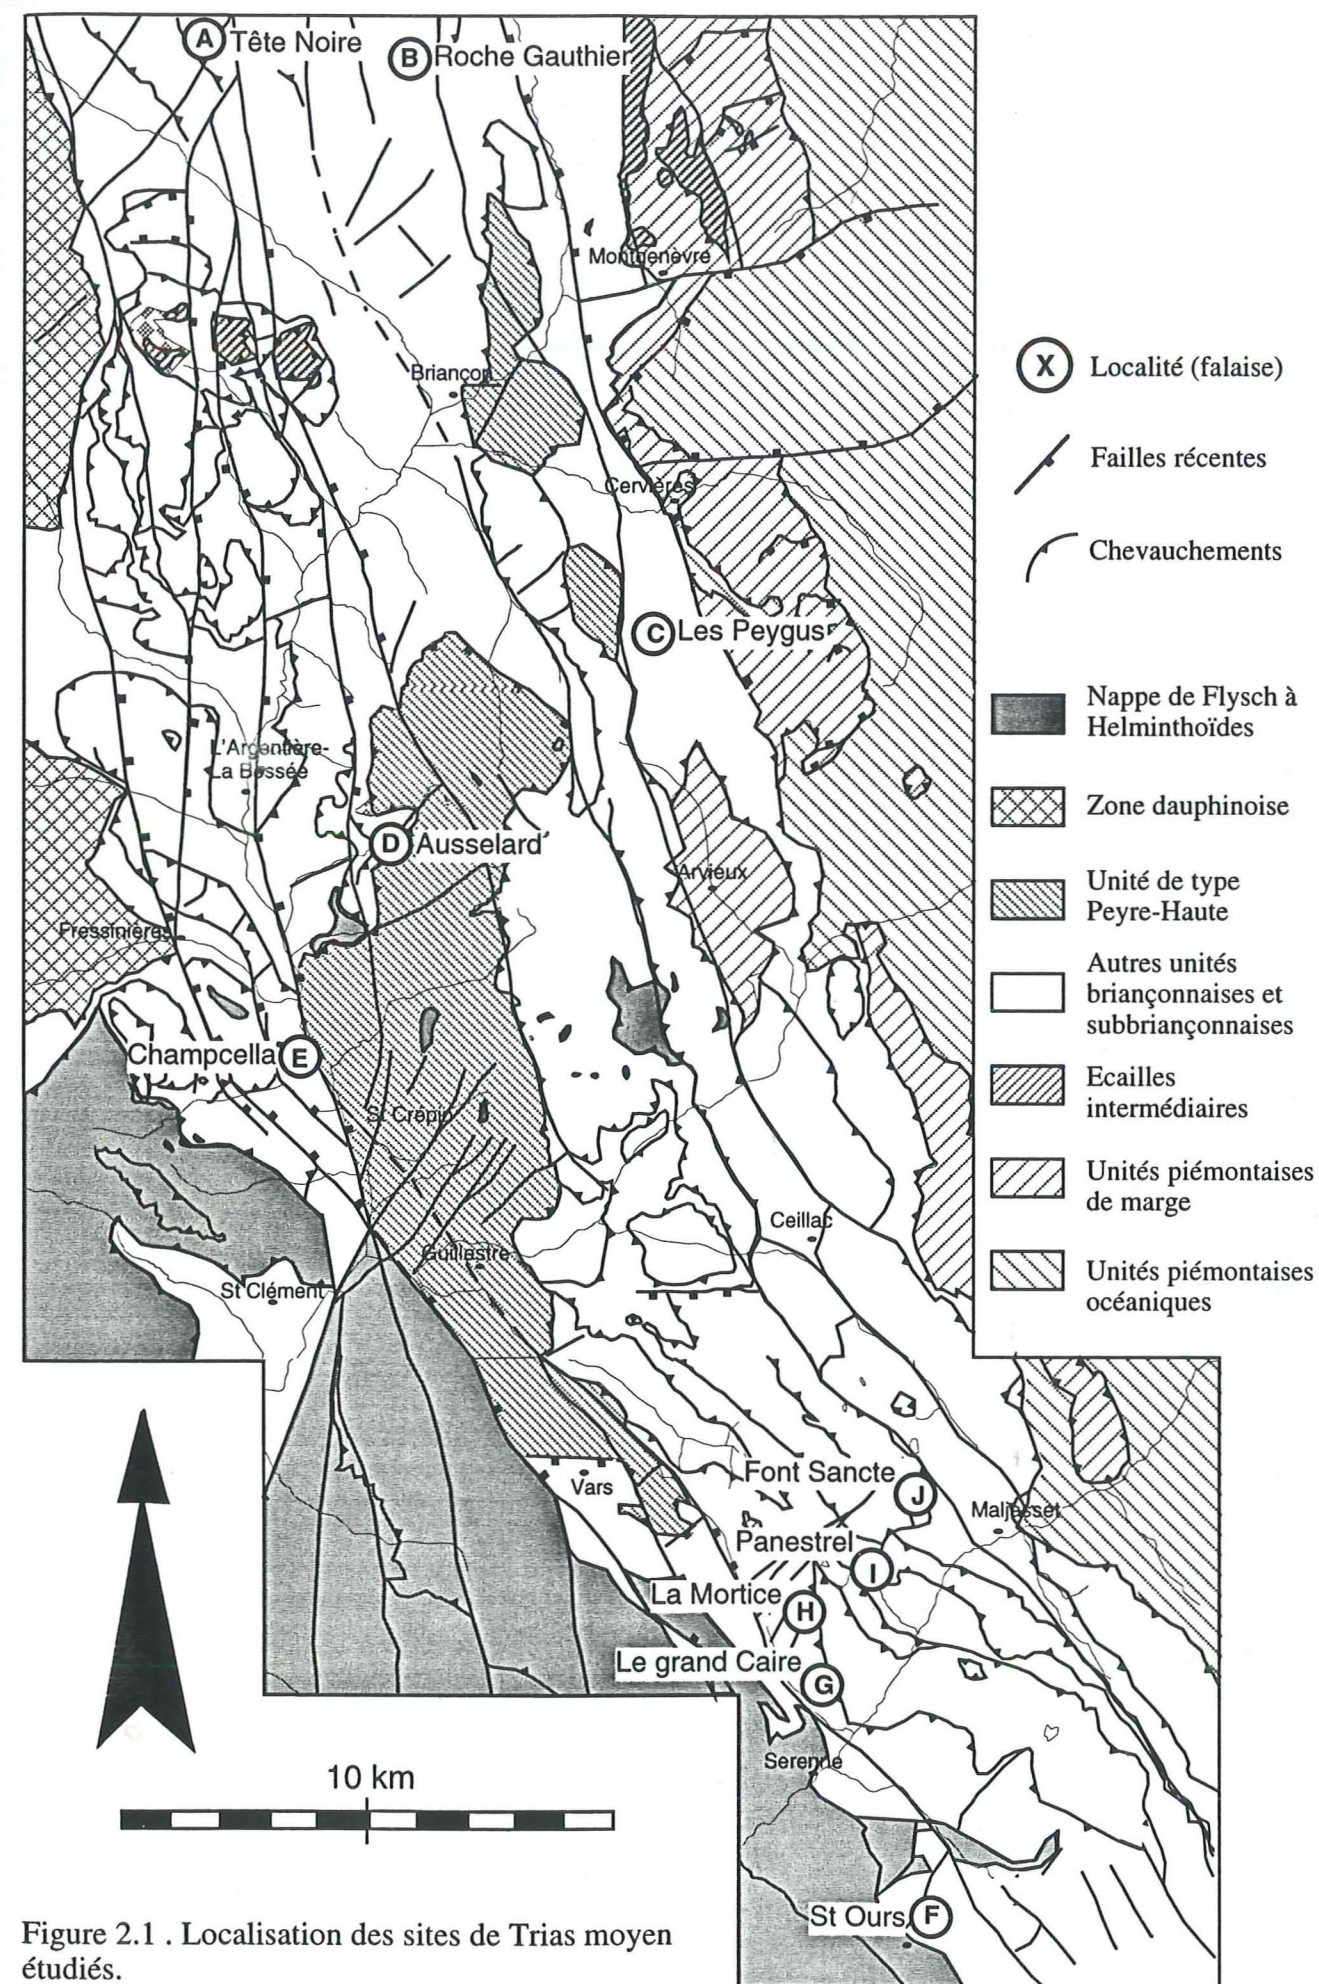 A Tête Noire
B Roche Gauthier
Montgenèvre
Briançon
Cervières
C Les Peygus
L'Argentière-
La Bessée
D Ausselard
Arvieux
Fressinières
Champcella E
St Crépin
Ceillac
Guillestre
St Clément
Font Sancte J
Vars
Maljasset
Panestrel I
La Mortice H
Le grand Caire G
Serenne
St Ours F
X Localité (falaise)
Failles récentes
Chevauchements
Nappe de Flysch à
Helminthoïdes
Zone dauphinoise
Unité de type
Peyre-Haute
Autres unités
briançonnaises et
subbriançonnaises
Ecailles
intermédiaires
Unités piémontaises
de marge
Unités piémontaises
océaniques
10 km
Figure 2.1 . Localisation des sites de Trias moyen
étudiés.